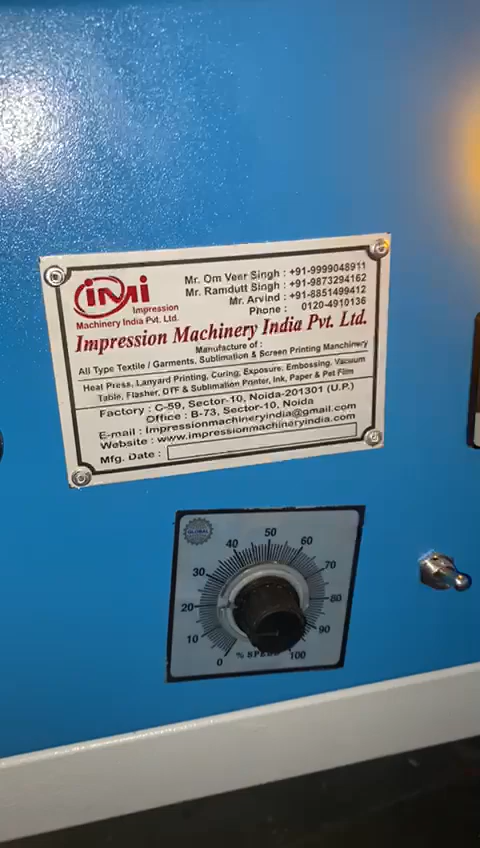 Mr. Om Veer Singh : +91-9999048911
Mr. Ramdutt Singh : +91-9873294162
Mr. Arvind : +91-8851499412
Phone : 0120-4910136
iMi
Impression
Machinery India Pvt. Ltd.
Impression Machinery India Pvt. Ltd.
Manufacture of :
All Type Textile / Garments, Sublimation & Screen Printing Manchinery
Heat Press, Lanyard Printing, Curing, Exposure, Embossing, Vacuum
Table, Flasher, DTF & Sublimation Printer, Ink, Paper & Pet Film
Factory : C-59, Sector-10, Noida-201301 (U.P.)
Office : B-73, Sector-10, Noida
E-mail : Impressionmachineryindia@gmail.com
Website : www.impressionmachineryindia.com
Mfg. Date :
GLOBAL
0 10 20 30 40 50 60 70 80 90 100
% SPEED